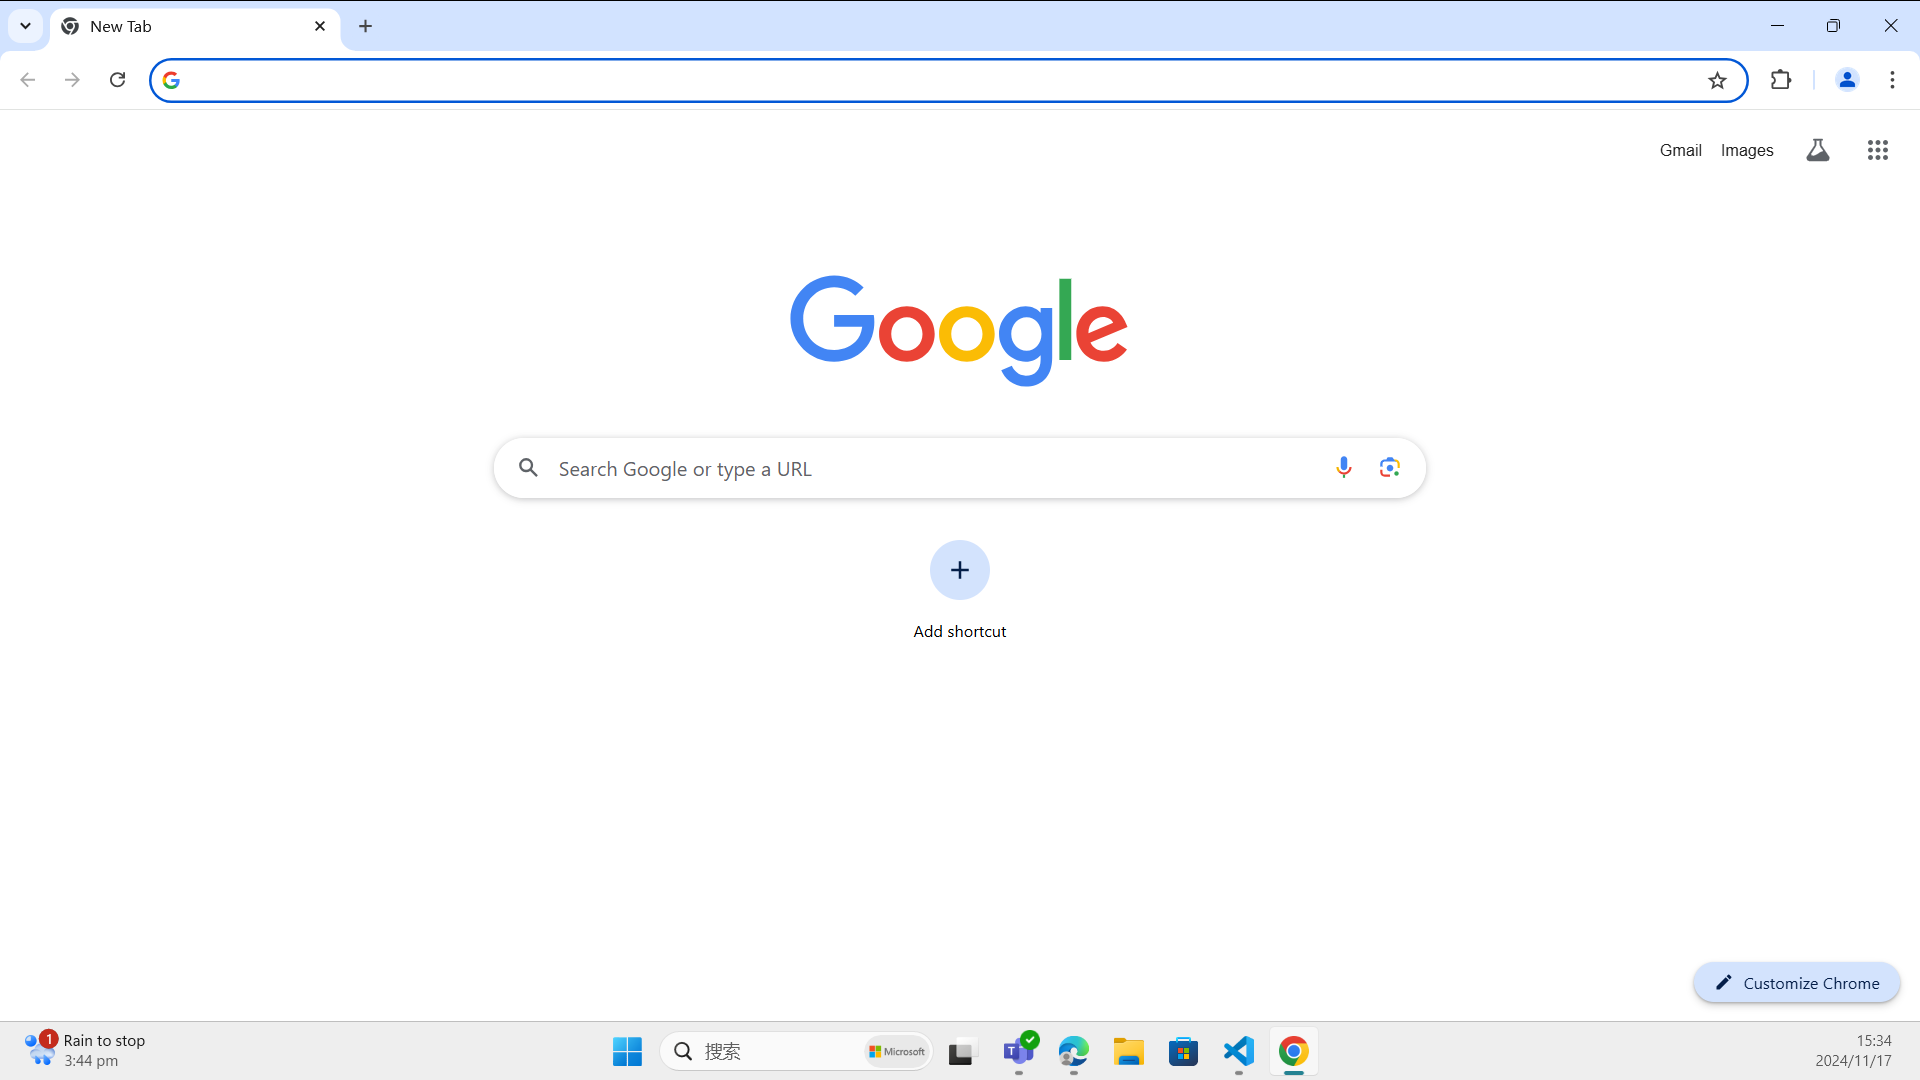 New Tab
Gmail Images
Google
Search Google or type a URL
Add shortcut
Customize Chrome
1
Rain to stop
3:44 pm
搜索
Microsoft
T
15:34
2024/11/17